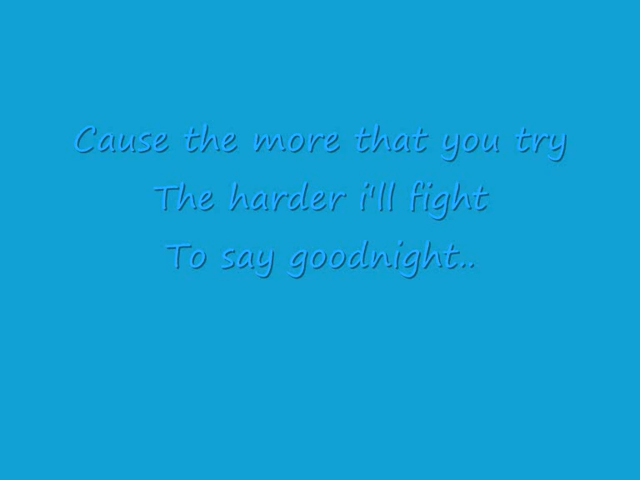 Cause the more that you try
The harder i'll fight
To say goodnight..